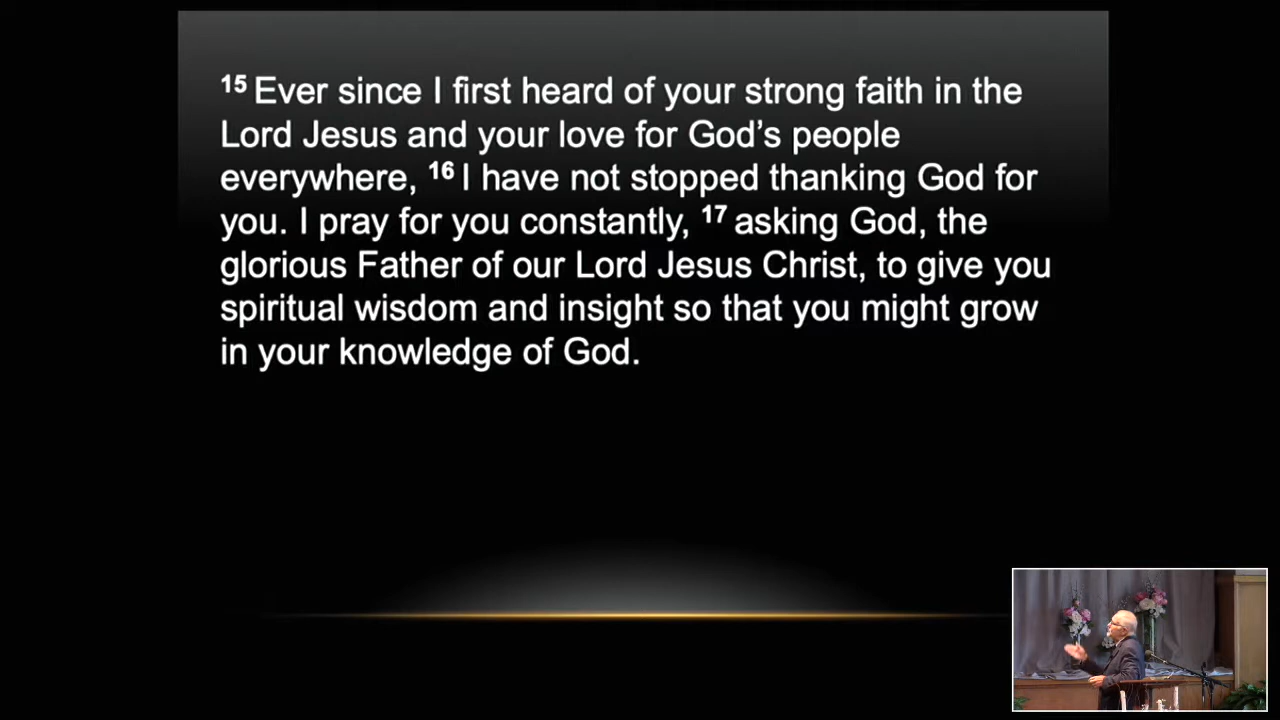 15 Ever since I first heard of your strong faith in the
Lord Jesus and your love for God’s people
everywhere, 16 I have not stopped thanking God for
you. I pray for you constantly, 17 asking God, the
glorious Father of our Lord Jesus Christ, to give you
spiritual wisdom and insight so that you might grow
in your knowledge of God.